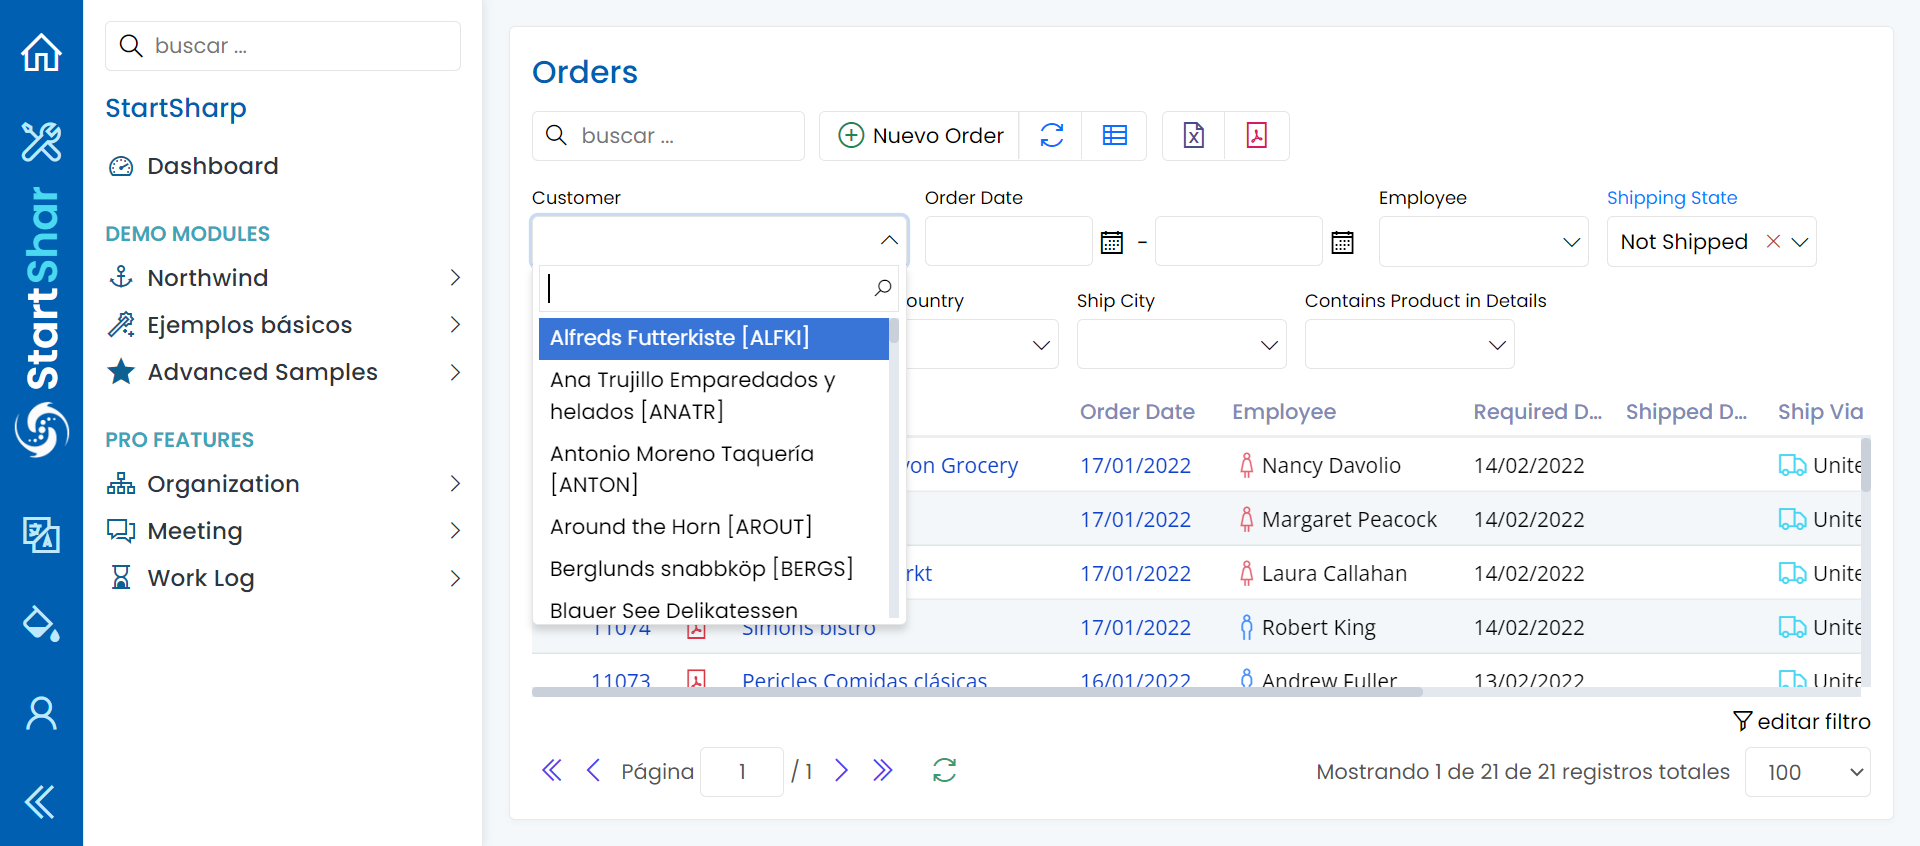 StartShar
buscar ...
StartSharp
Dashboard
DEMO MODULES
Northwind
Ejemplos básicos
Advanced Samples
PRO FEATURES
Organization
Meeting
Work Log
Orders
buscar ...
Nuevo Order
Customer
Order Date
-
Employee
Shipping State
Not Shipped
Alfreds Futterkiste [ALFKI]
Ana Trujillo Emparedados y
helados [ANATR]
Antonio Moreno Taquería
[ANTON]
Around the Horn [AROUT]
Berglunds snabbköp [BERGS]
Blauer See Delikatessen
ountry
Ship City
Contains Product in Details
Order Date Employee Required D... Shipped D... Ship Via
on Grocery 17/01/2022 Nancy Davolio 14/02/2022 Unite
17/01/2022 Margaret Peacock 14/02/2022 Unite
rkt 17/01/2022 Laura Callahan 14/02/2022 Unite
11074 Simons bistro 17/01/2022 Robert King 14/02/2022 Unite
11073 Pericles Comidas clásicas 16/01/2022 Andrew Fuller 13/02/2022 Unite
editar filtro
Página 1 / 1
Mostrando 1 de 21 de 21 registros totales
100